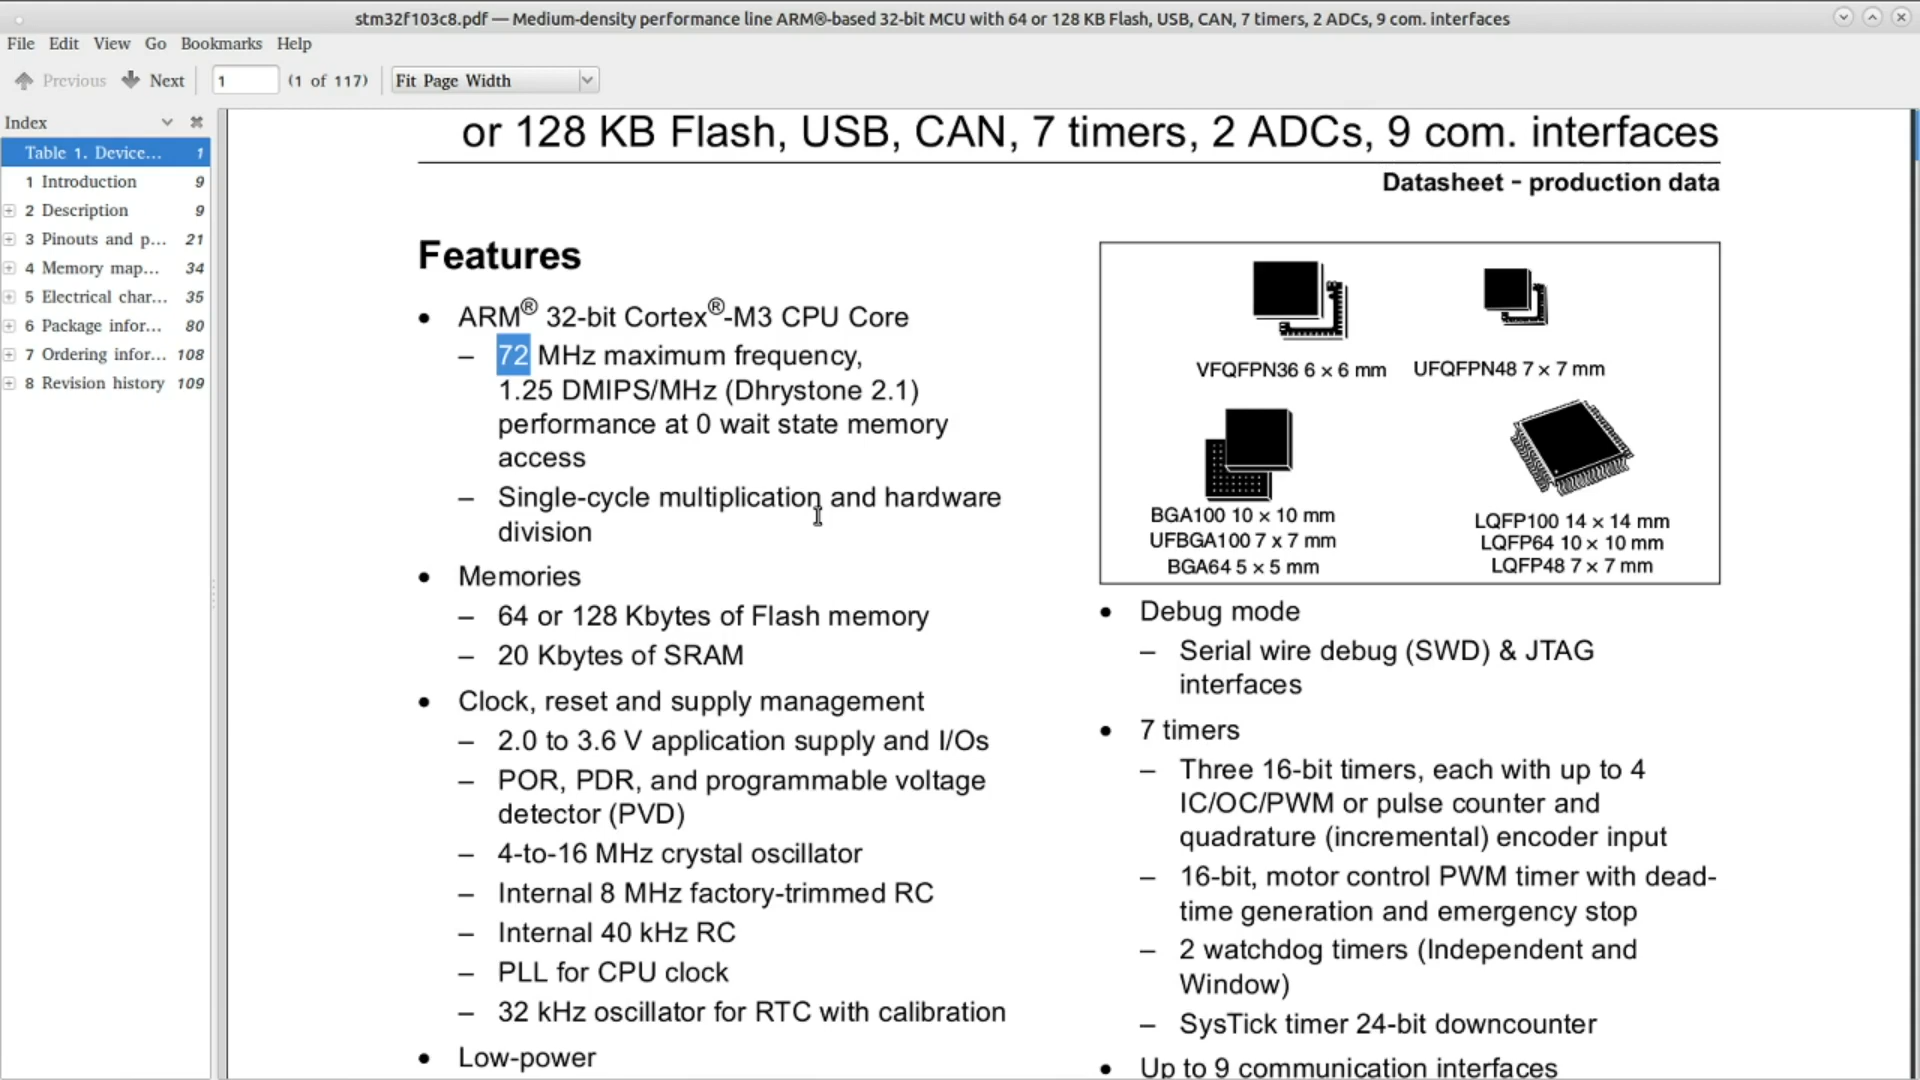 stm32f103c8.pdf — Medium-density performance line ARM®-based 32-bit MCU with 64 or 128 KB Flash, USB, CAN, 7 timers, 2 ADCs, 9 com. interfaces
File Edit View Go Bookmarks Help
Previous Next 1 (1 of 117) Fit Page Width
Index
Table 1. Device... 1
1 Introduction 9
2 Description 9
3 Pinouts and p... 21
4 Memory map... 34
5 Electrical char... 35
6 Package infor... 80
7 Ordering infor... 108
8 Revision history 109
or 128 KB Flash, USB, CAN, 7 timers, 2 ADCs, 9 com. interfaces
Datasheet - production data
Features
• ARM® 32-bit Cortex®-M3 CPU Core
– 72 MHz maximum frequency,
1.25 DMIPS/MHz (Dhrystone 2.1)
performance at 0 wait state memory
access
– Single-cycle multiplication and hardware
division
• Memories
– 64 or 128 Kbytes of Flash memory
– 20 Kbytes of SRAM
• Clock, reset and supply management
– 2.0 to 3.6 V application supply and I/Os
– POR, PDR, and programmable voltage
detector (PVD)
– 4-to-16 MHz crystal oscillator
– Internal 8 MHz factory-trimmed RC
– Internal 40 kHz RC
– PLL for CPU clock
– 32 kHz oscillator for RTC with calibration
• Low-power
VFQFPN36 6 × 6 mm
UFQFPN48 7 × 7 mm
BGA100 10 × 10 mm
UFBGA100 7 x 7 mm
BGA64 5 × 5 mm
LQFP100 14 × 14 mm
LQFP64 10 × 10 mm
LQFP48 7 × 7 mm
• Debug mode
– Serial wire debug (SWD) & JTAG
interfaces
• 7 timers
– Three 16-bit timers, each with up to 4
IC/OC/PWM or pulse counter and
quadrature (incremental) encoder input
– 16-bit, motor control PWM timer with dead-
time generation and emergency stop
– 2 watchdog timers (Independent and
Window)
– SysTick timer 24-bit downcounter
• Up to 9 communication interfaces